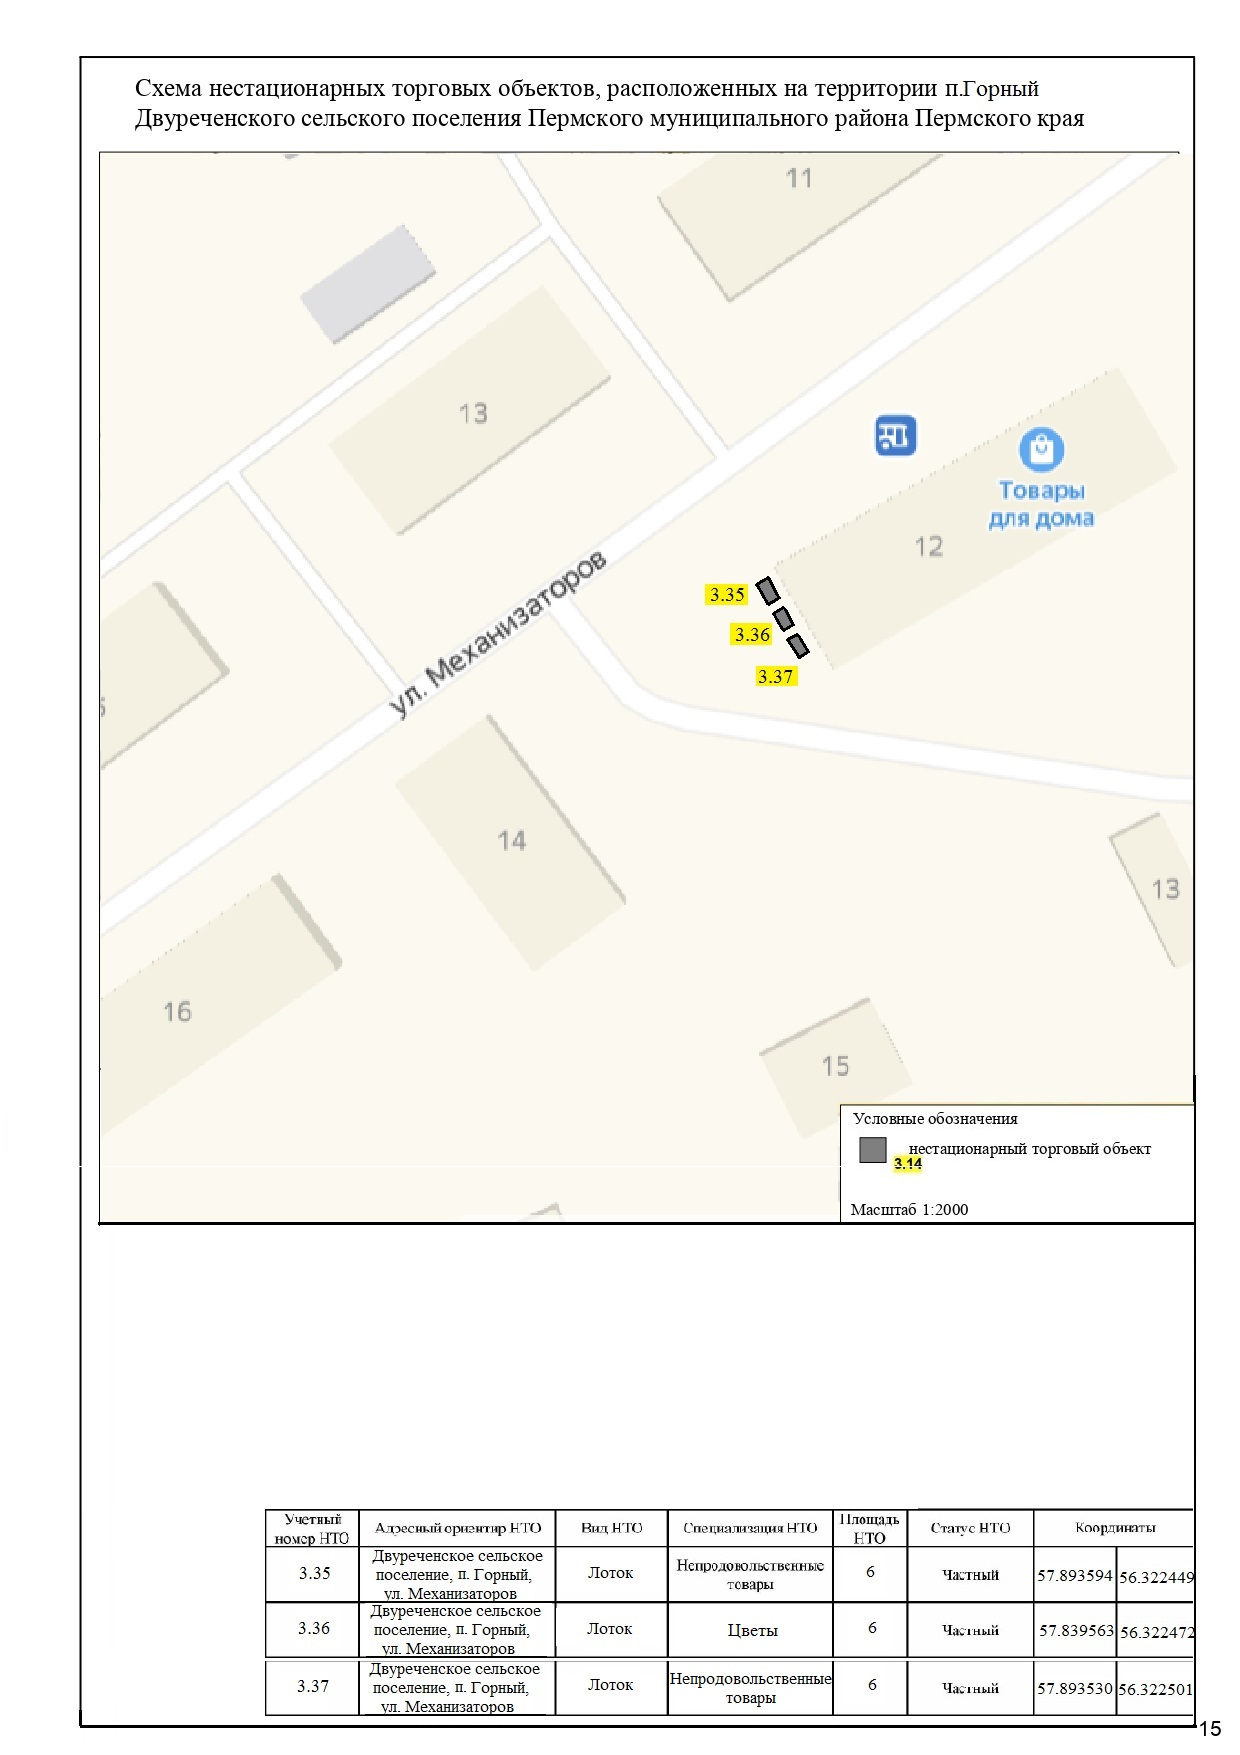 Схема нестационарных торговых объектов, расположенных на территории п.Горный
Двуреченского сельского поселения Пермского муниципального района Пермского края
11
13
Товары
для дома
12
ул. Механизаторов
3.35
3.36
3.37
14
13
16
15
Условные обозначения
нестационарный торговый объект
3.14
Масштаб 1:2000
Учетный номер НТО Адресный ориентир НТО Вид НТО Специализация НТО Площадь НТО Статус НТО Координаты
3.35 Двуреченское сельское поселение, п. Горный, ул. Механизаторов Лоток Непродовольственные товары 6 Частный 57.893594 56.322449
3.36 Двуреченское сельское поселение, п. Горный, ул. Механизаторов Лоток Цветы 6 Частный 57.839563 56.322472
3.37 Двуреченское сельское поселение, п. Горный, ул. Механизаторов Лоток Непродовольственные товары 6 Частный 57.893530 56.322501
15